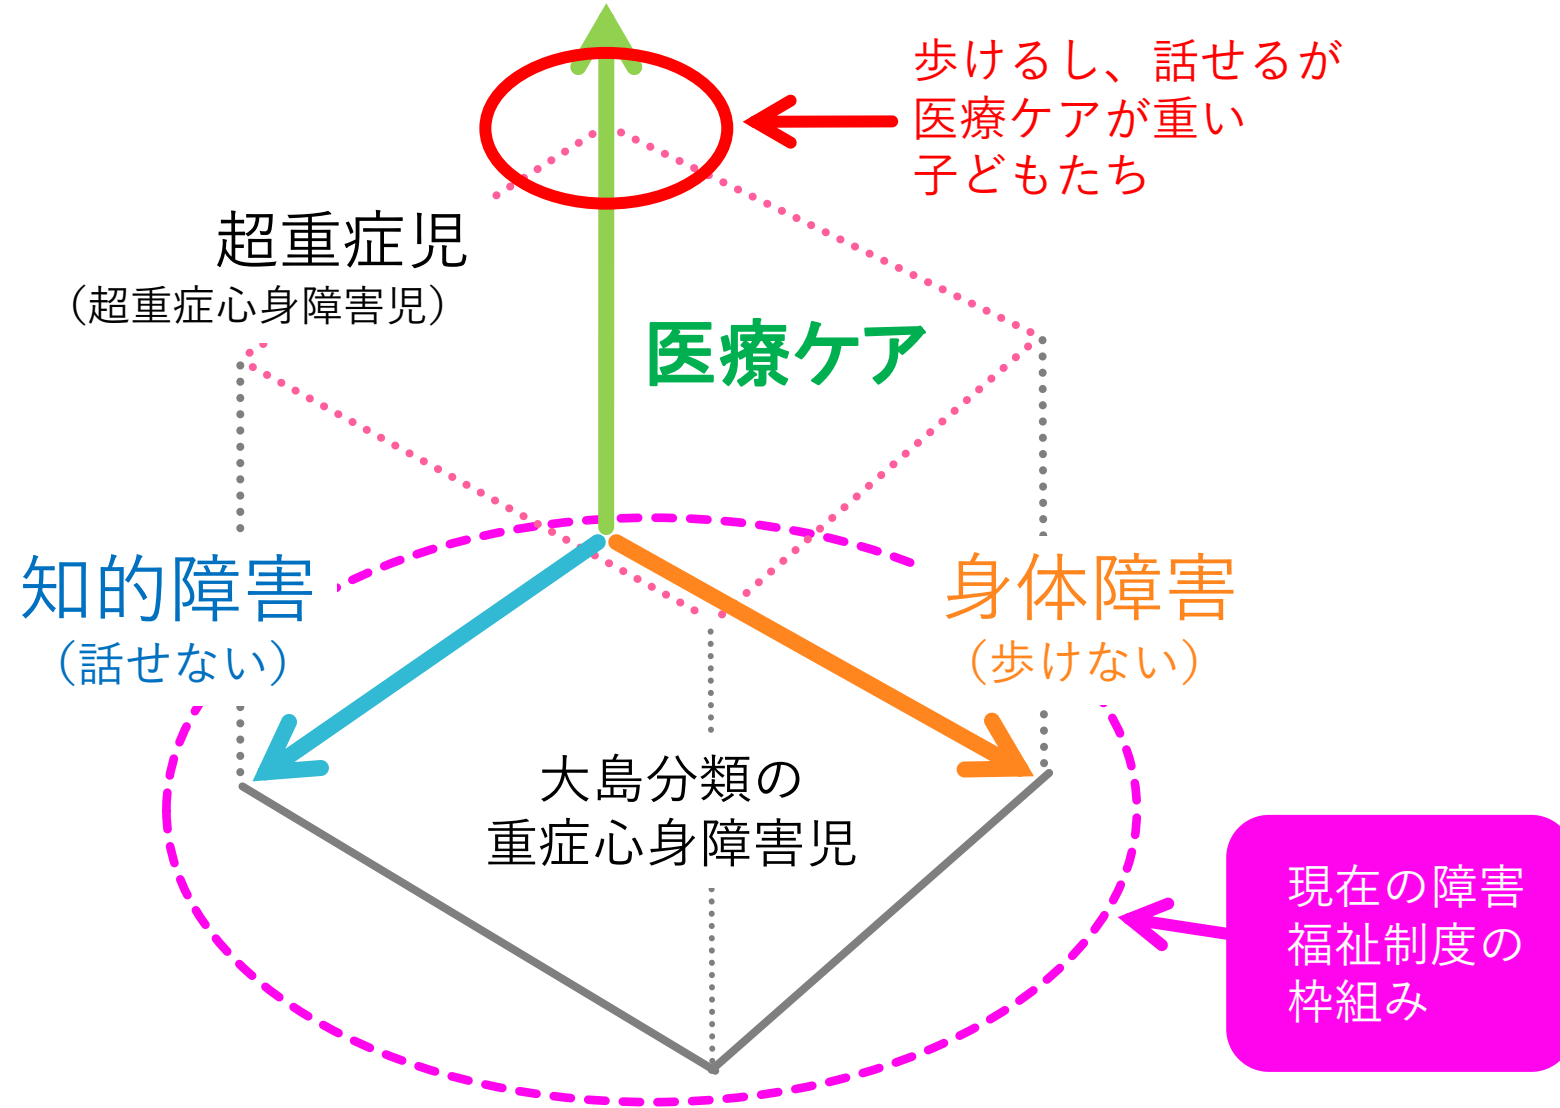 歩けるし、話せるが
医療ケアが重い
子どもたち
超重症児
（超重症心身障害児）
医療ケア
知的障害
（話せない）
身体障害
（歩けない）
大島分類の
重症心身障害児
現在の障害
福祉制度の
枠組み